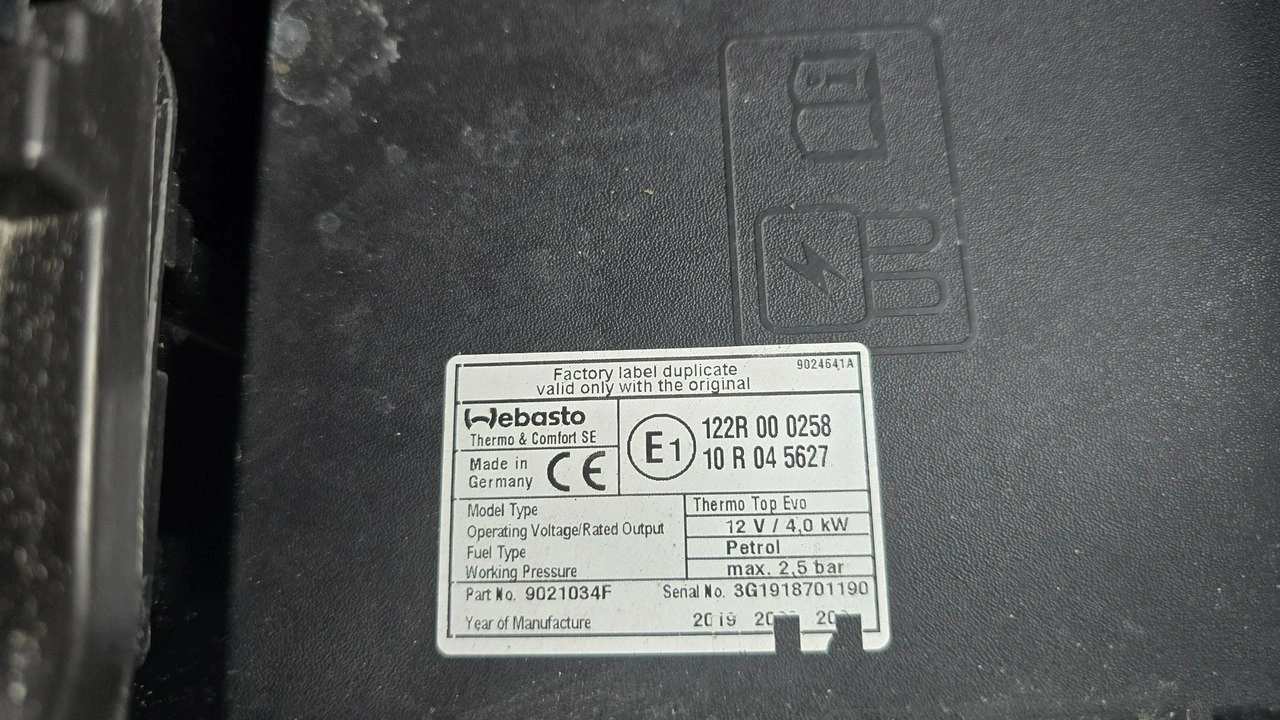 Factory label duplicate
valid only with the original
9024641A
Webasto
Thermo & Comfort SE
Made in
Germany
CE
E1
122R 00 0258
10 R 04 5627
Model Type Thermo Top Evo
Operating Voltage/Rated Output 12 V / 4,0 kW
Fuel Type Petrol
Working Pressure max. 2,5 bar
Part No. 9021034F Serial No. 3G1918701190
Year of Manufacture 2019